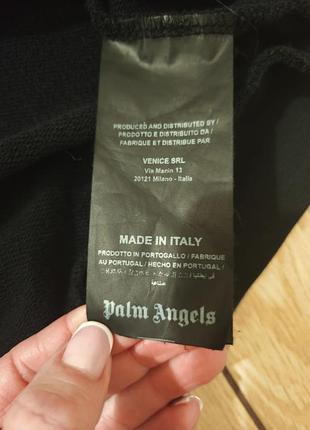 PRODUCED AND DISTRIBUTED BY /
PRODOTTO E DISTRIBUITO DA /
FABRIQUE ET DISTRIBUE PAR
VENICE SRL
Via Manin 13
20121 Milano - Italia
MADE IN ITALY
PRODOTTO IN PORTOGALLO / FABRIQUE
AU PORTUGAL / HECHO EN PORTUGAL /
صناعة
Palm Angels